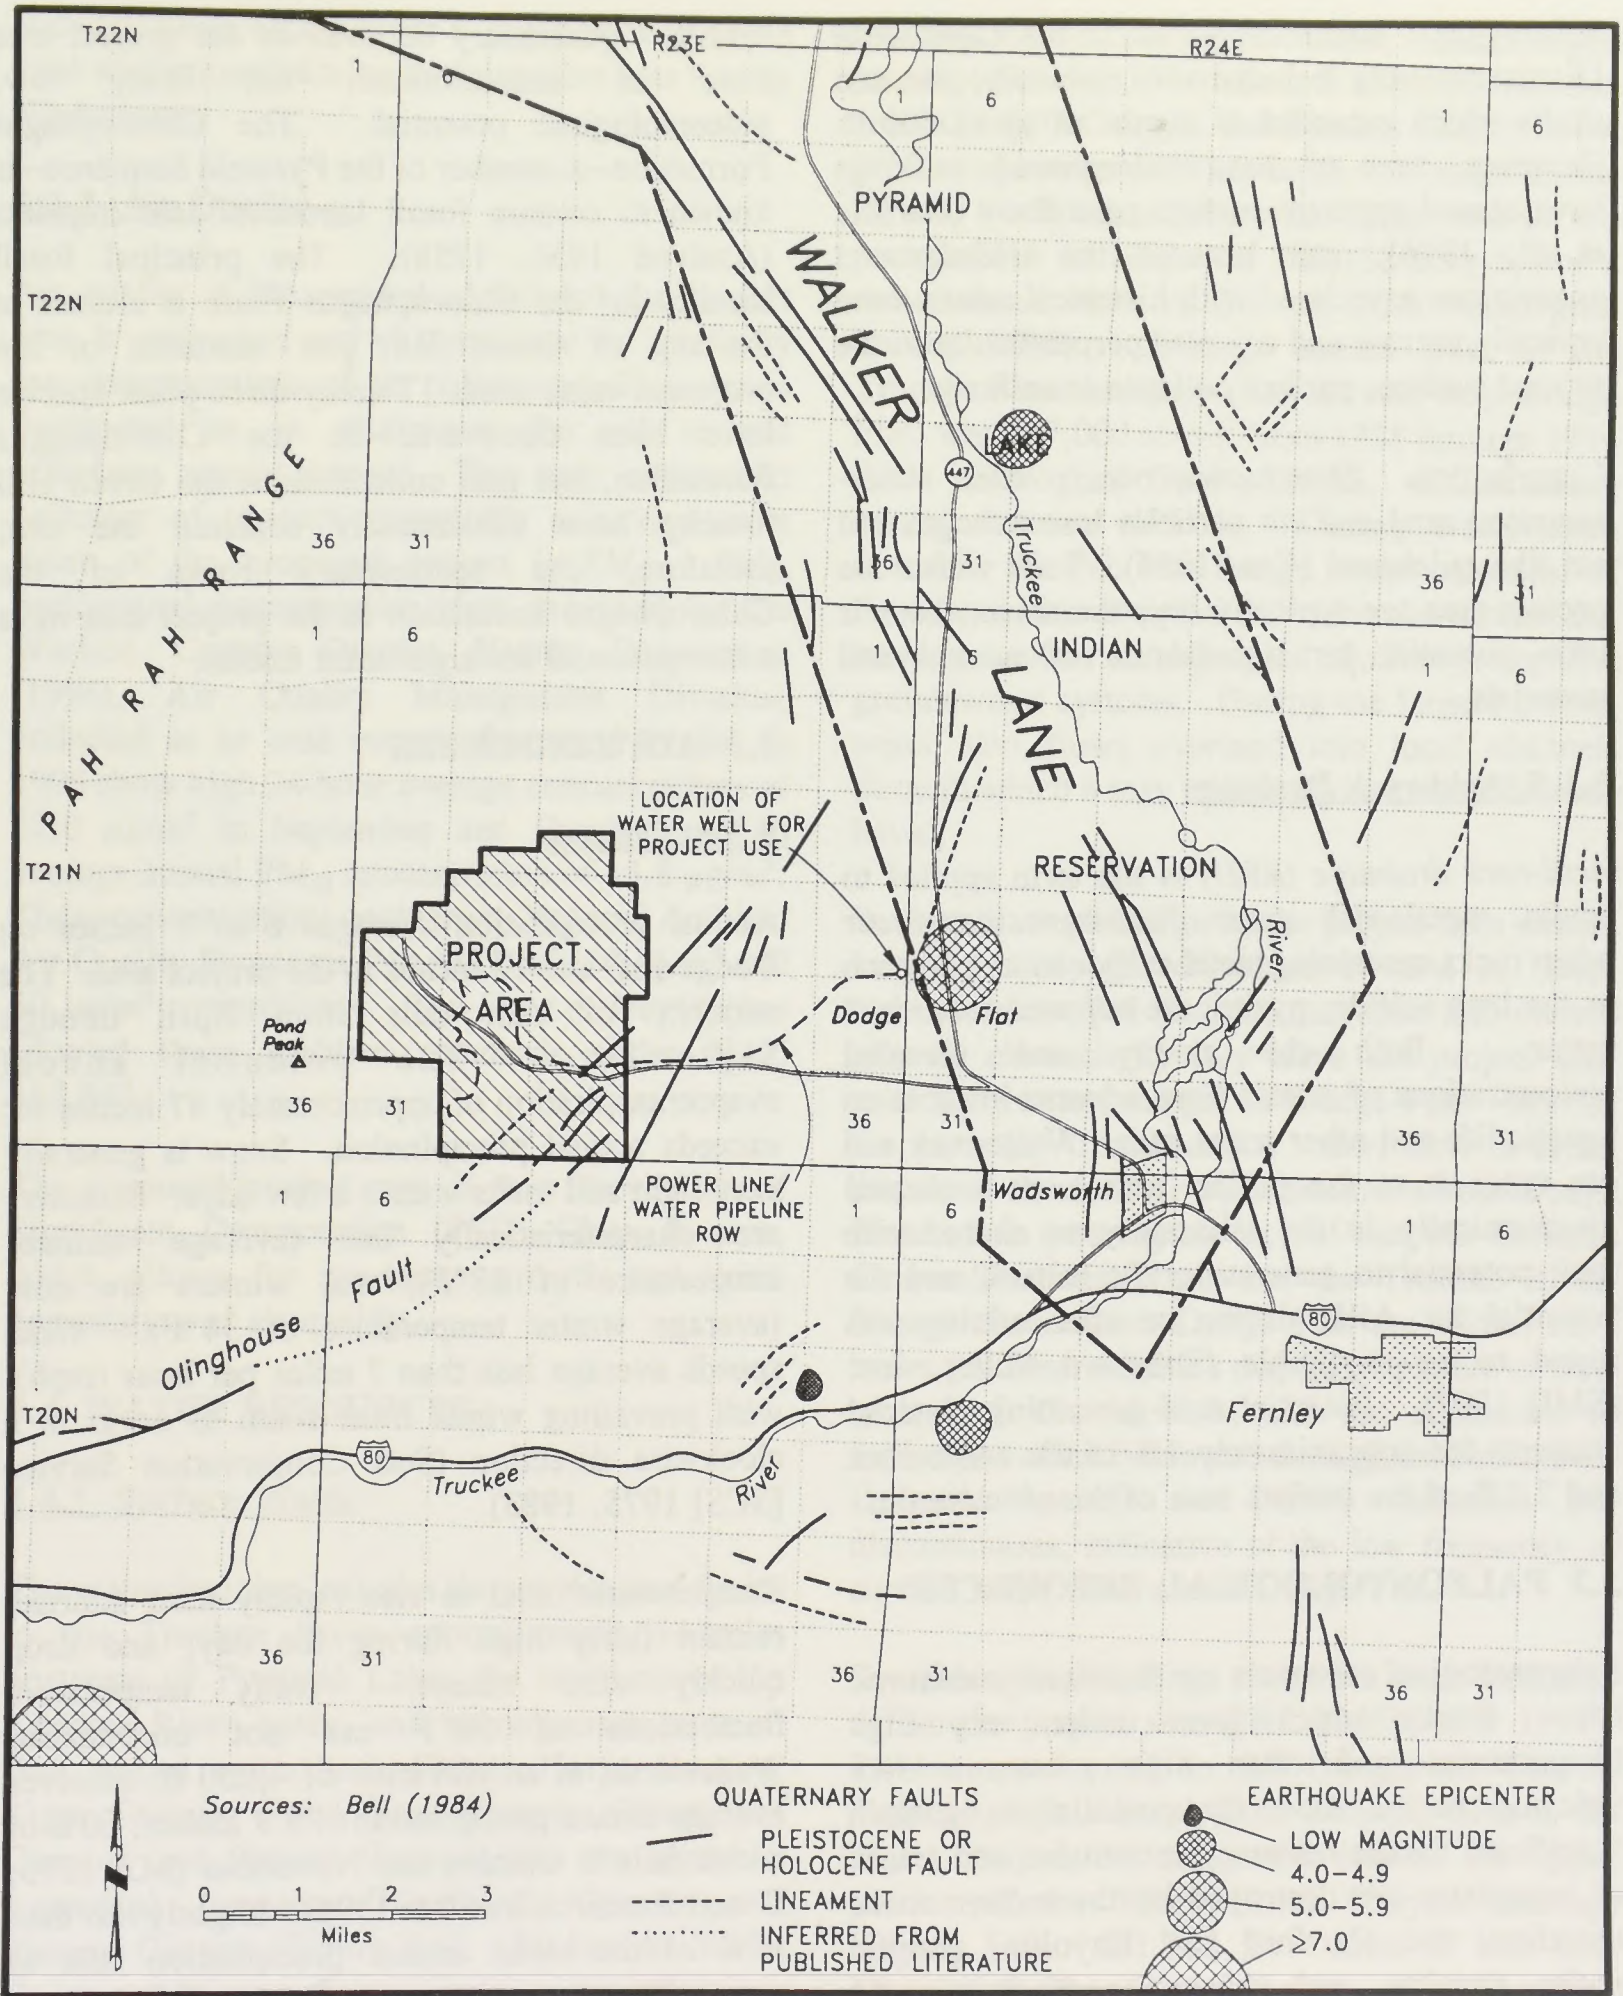 T22N
R23E
R24E
1
6
1
6
1
6
PYRAMID
WALKER
T22N
LAKE
447
PAH RAH RANGE
36
31
36
31
Truckee
36
31
1
6
1
6
INDIAN
1
6
LANE
LOCATION OF
WATER WELL FOR
PROJECT USE
T21N
RESERVATION
PROJECT
AREA
River
Dodge Flat
Pond
Peak
36
31
36
31
36
31
POWER LINE/
WATER PIPELINE
ROW
Wadsworth
1
6
1
6
1
6
Olinghouse Fault
80
Fernley
T20N
80
Truckee
River
36
31
36
31
36
31
Sources: Bell (1984)
N
0 1 2 3
Miles
QUATERNARY FAULTS
PLEISTOCENE OR
HOLOCENE FAULT
LINEAMENT
INFERRED FROM
PUBLISHED LITERATURE
EARTHQUAKE EPICENTER
LOW MAGNITUDE
4.0-4.9
5.0-5.9
≥7.0